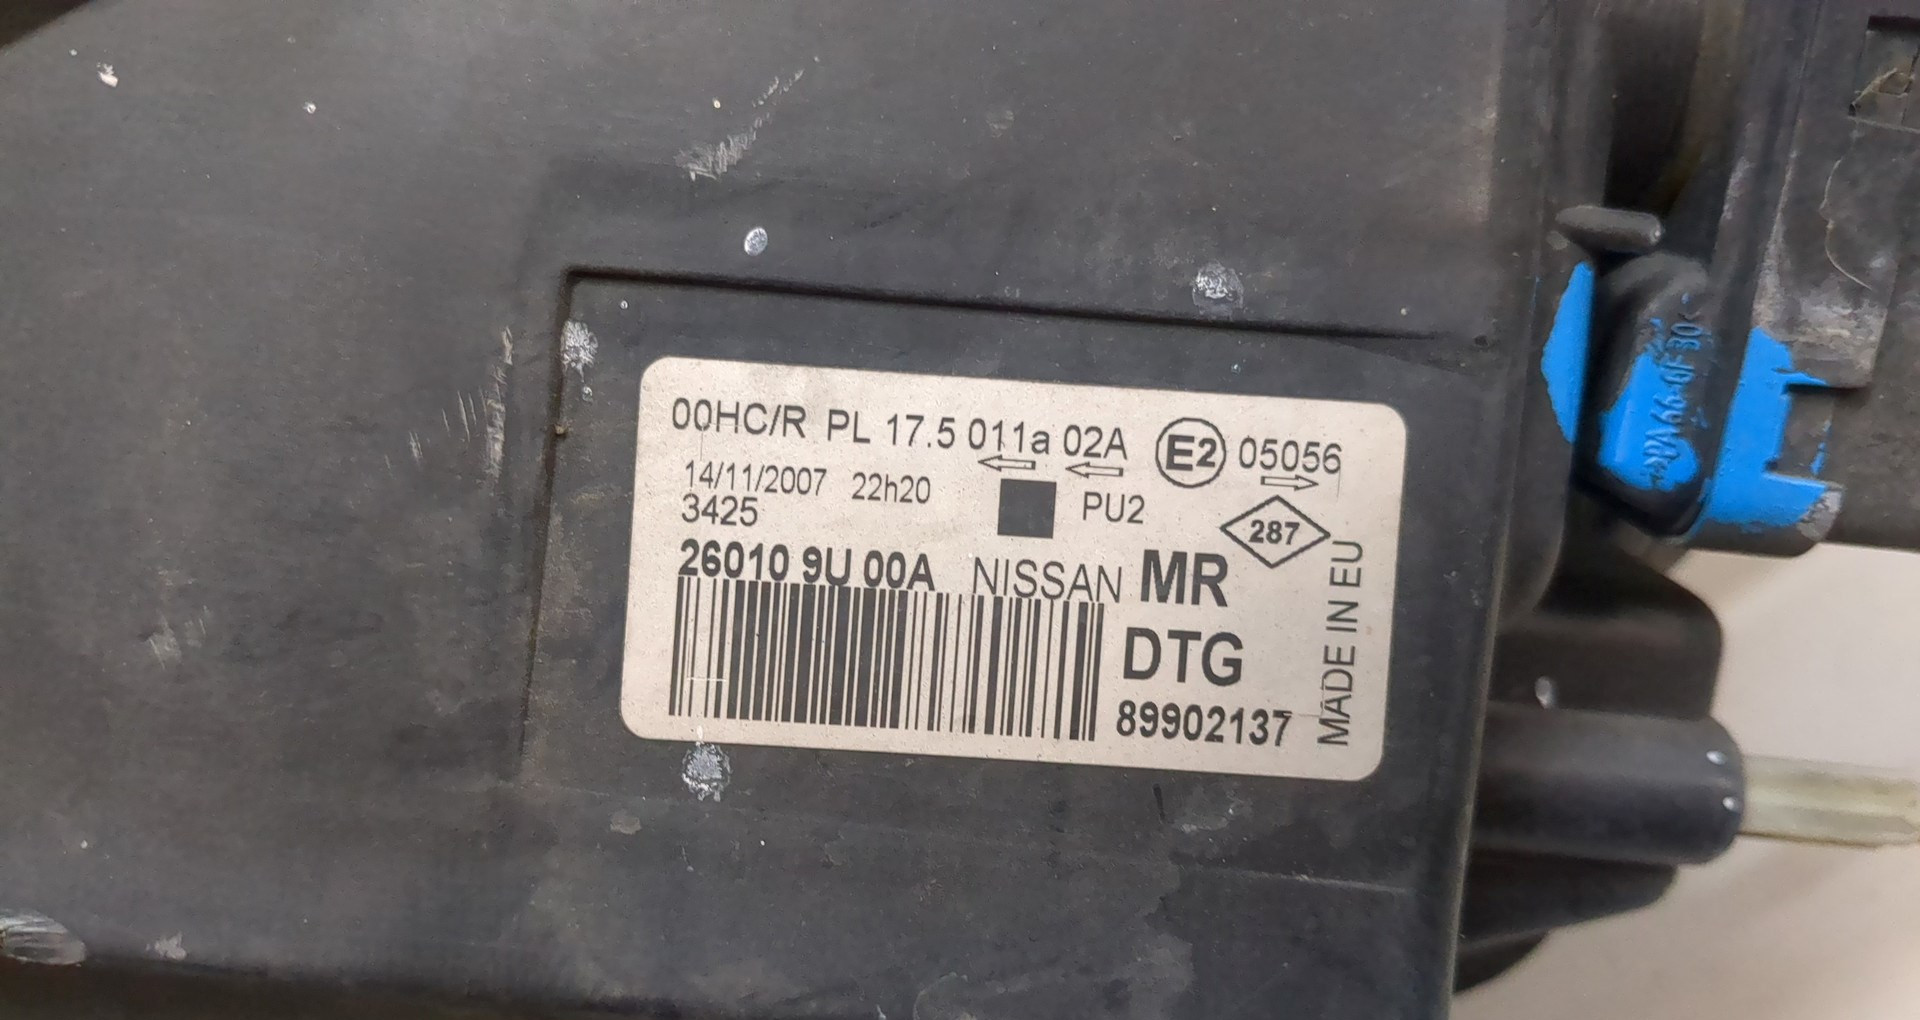 00HC/R PL 17.5 011a 02A E2 05056
14/11/2007 22h20
3425
PU2
287
26010 9U 00A NISSAN MR
DTG
89902137
MADE IN EU